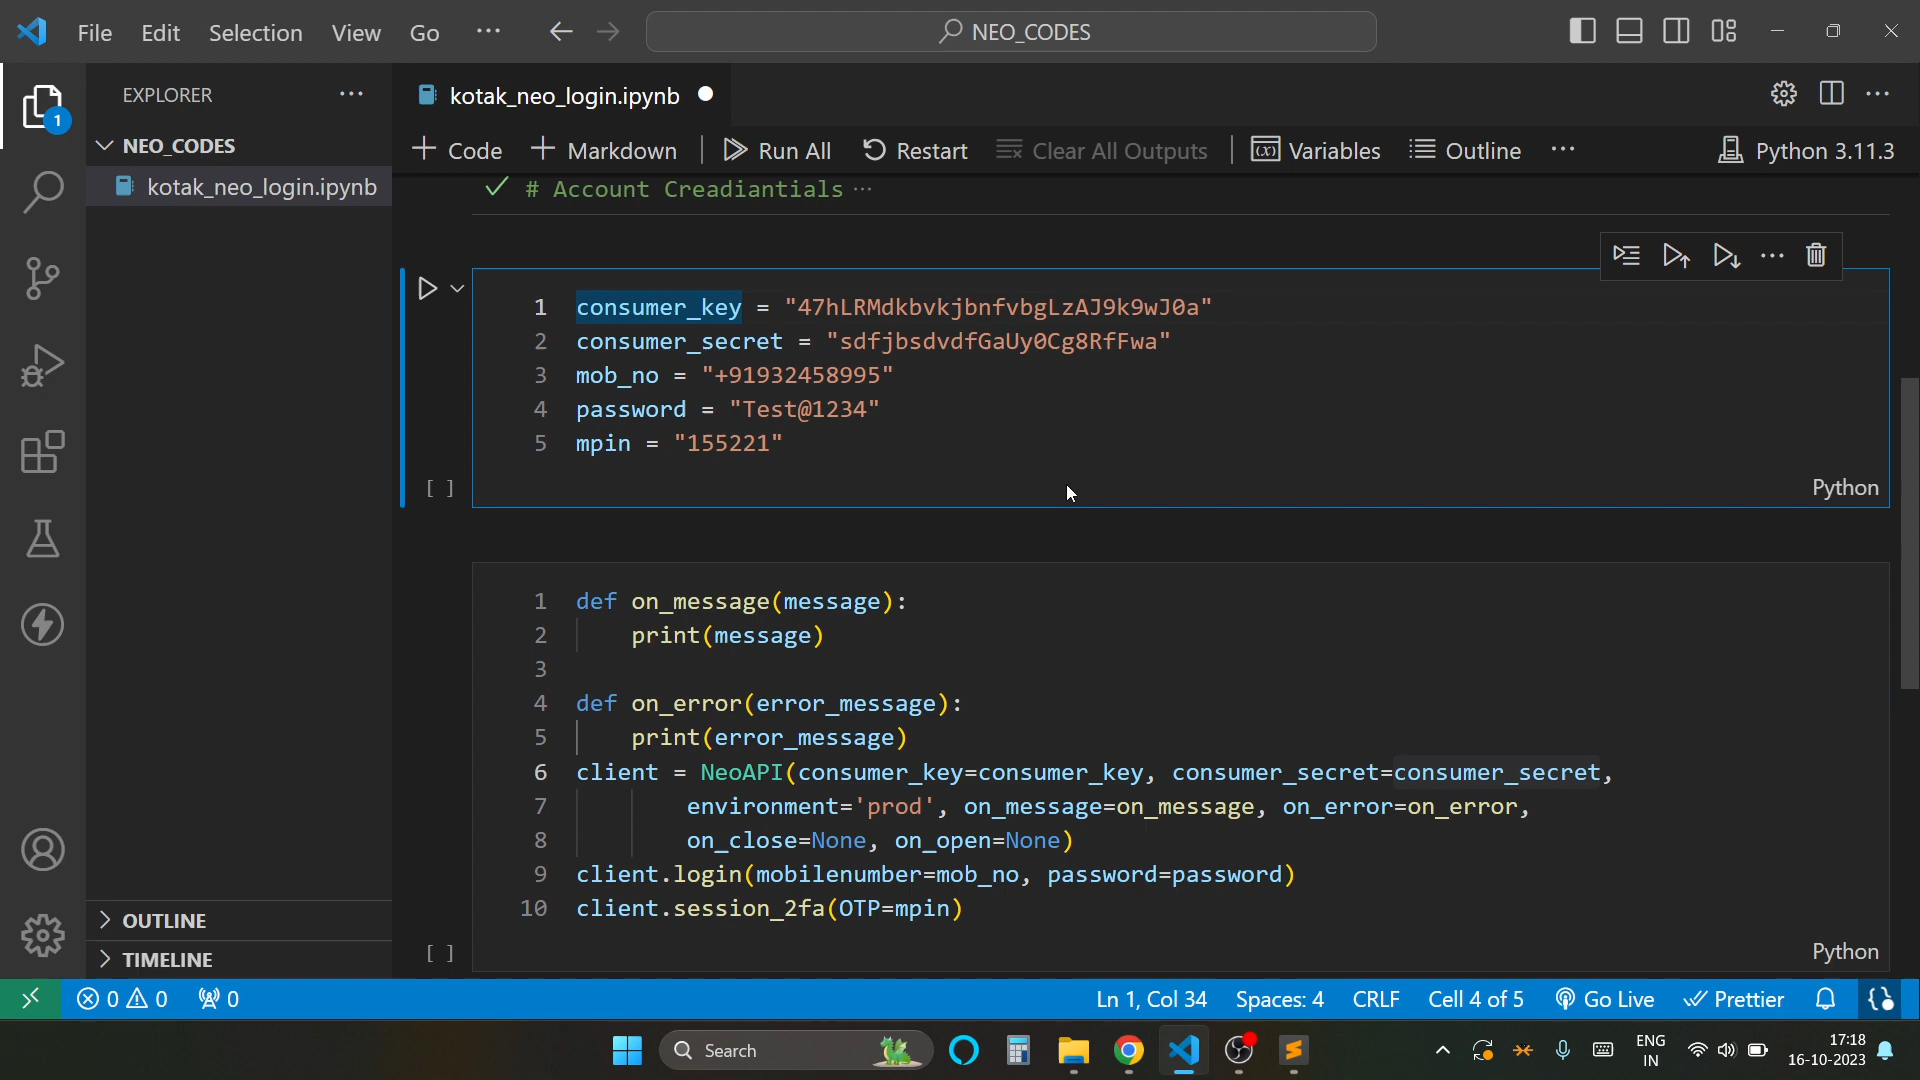 File Edit Selection View Go ··· NEO_CODES
EXPLORER ···
kotak_neo_login.ipynb
1
NEO_CODES
kotak_neo_login.ipynb
Code Markdown Run All Restart Clear All Outputs Variables Outline ··· Python 3.11.3
# Account Creadiantials ···
1 consumer_key = "47hLRMdkbvkjbnfvbgLzAJ9k9wJ0a"
2 consumer_secret = "sdfjbsdvdfGaUy0Cg8RfFwa"
3 mob_no = "+91932458995"
4 password = "Test@1234"
5 mpin = "155221"
[ ] Python
1 def on_message(message):
2 print(message)
3
4 def on_error(error_message):
5 print(error_message)
6 client = NeoAPI(consumer_key=consumer_key, consumer_secret=consumer_secret,
7 environment='prod', on_message=on_message, on_error=on_error,
8 on_close=None, on_open=None)
9 client.login(mobilenumber=mob_no, password=password)
10 client.session_2fa(OTP=mpin)
[ ] Python
OUTLINE
TIMELINE
0 0 0 Ln 1, Col 34 Spaces: 4 CRLF Cell 4 of 5 Go Live Prettier
Search
ENG
IN
17:18
16-10-2023